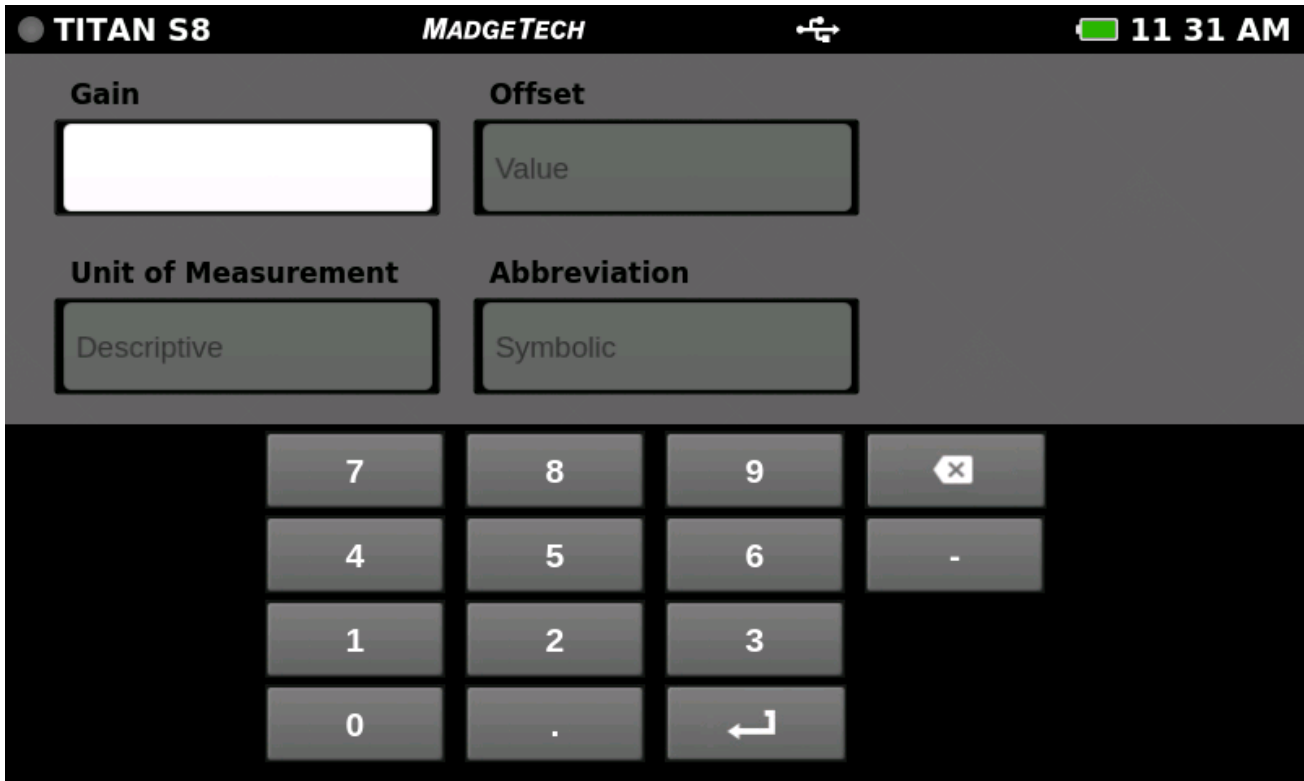 TITAN S8 MADGETECH 11 31 AM
Gain Offset
Value
Unit of Measurement Abbreviation
Descriptive Symbolic
7 8 9
4 5 6 -
1 2 3
0 .